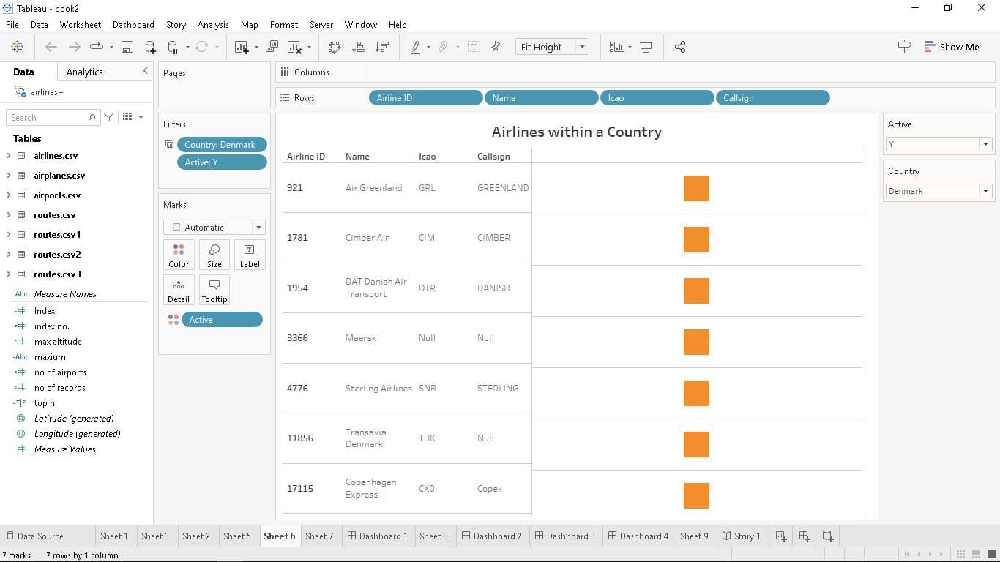 Tableau - book2
File Data Worksheet Dashboard Story Analysis Map Format Server Window Help
Fit Height
Show Me
Data Analytics
airlines+
Search
Tables
airlines.csv
airplanes.csv
airports.csv
routes.csv
routes.csv1
routes.csv2
routes.csv3
Abc Measure Names
=# Index
=# index no.
=# max altitude
=Abc maxium
=# no of airports
=# no of records
=T|F top n
Latitude (generated)
Longitude (generated)
# Measure Values
Pages
Filters
Country: Denmark
Active: Y
Marks
Automatic
Color Size Label
Detail Tooltip
Active
Columns
Rows Airline ID Name Icao Callsign
Airlines within a Country
Airline ID Name Icao Callsign
921 Air Greenland GRL GREENLAND
1781 Cimber Air CIM CIMBER
1954 DAT Danish Air Transport DTR DANISH
3366 Maersk Null Null
4776 Sterling Airlines SNB STERLING
11856 Transavia Denmark TDK Null
17115 Copenhagen Express CX0 Copex
Active
Y
Country
Denmark
Data Source Sheet 1 Sheet 3 Sheet 2 Sheet 5 Sheet 6 Sheet 7 Dashboard 1 Sheet 8 Dashboard 2 Dashboard 3 Dashboard 4 Sheet 9 Story 1
7 marks 7 rows by 1 column